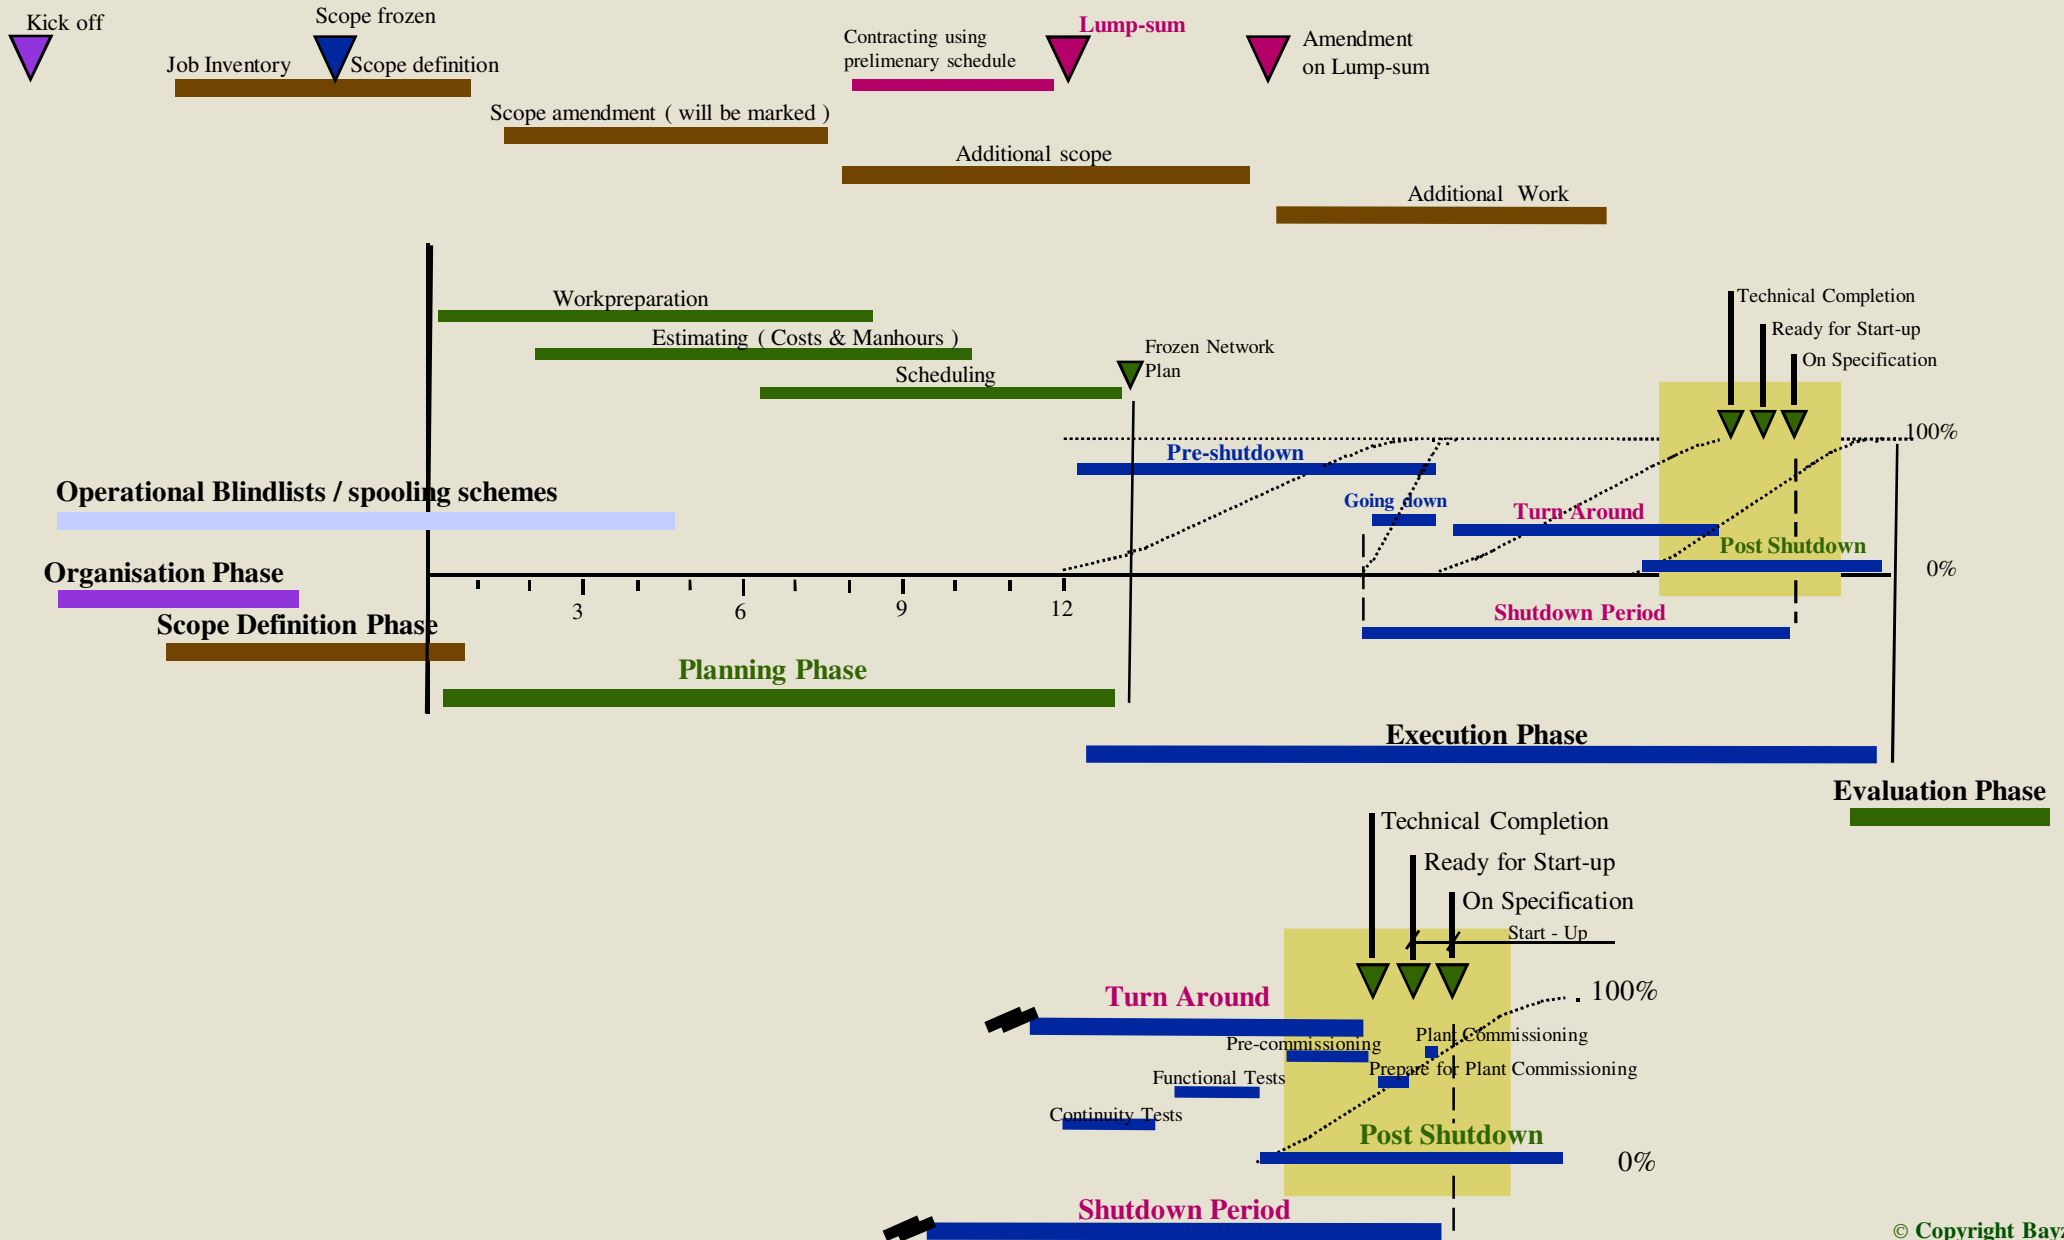 Kick off
Scope frozen
Job Inventory
Scope definition
Contracting using
prelimenary schedule
Lump-sum
Amendment
on Lump-sum
Scope amendment ( will be marked )
Additional scope
Additional Work
Workpreparation
Estimating ( Costs & Manhours )
Scheduling
Frozen Network
Plan
Technical Completion
Ready for Start-up
On Specification
100%
Pre-shutdown
Going down
Turn Around
Post Shutdown
0%
Operational Blindlists / spooling schemes
Organisation Phase
Scope Definition Phase
3
6
9
12
Shutdown Period
Planning Phase
Execution Phase
Evaluation Phase
Technical Completion
Ready for Start-up
On Specification
Start - Up
100%
Turn Around
Pre-commissioning
Plant Commissioning
Prepare for Plant Commissioning
Functional Tests
Continuity Tests
Post Shutdown
0%
Shutdown Period
© Copyright Bayz